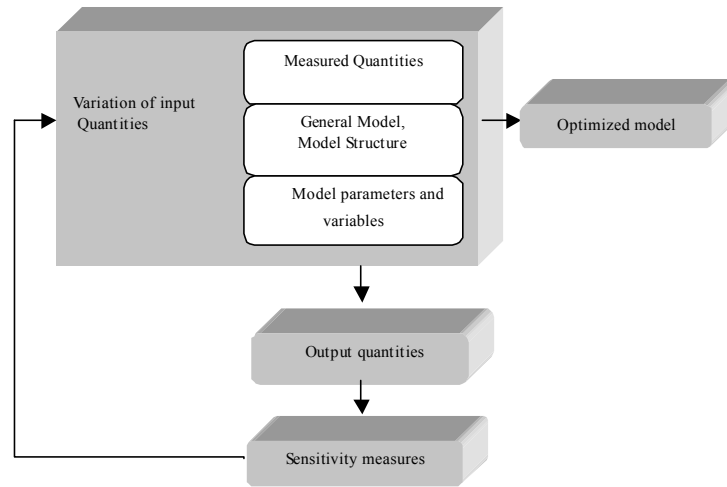 Variation of input
Quantities
Measured Quantities
General Model,
Model Structure
Model parameters and
variables
Optimized model
Output quantities
Sensitivity measures